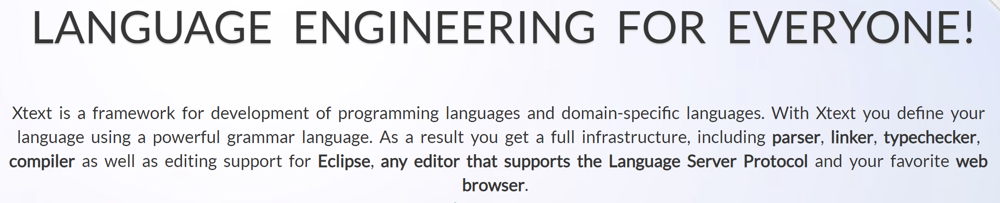 LANGUAGE ENGINEERING FOR EVERYONE!
Xtext is a framework for development of programming languages and domain-specific languages. With Xtext you define your
language using a powerful grammar language. As a result you get a full infrastructure, including parser, linker, typechecker,
compiler as well as editing support for Eclipse, any editor that supports the Language Server Protocol and your favorite web
browser.